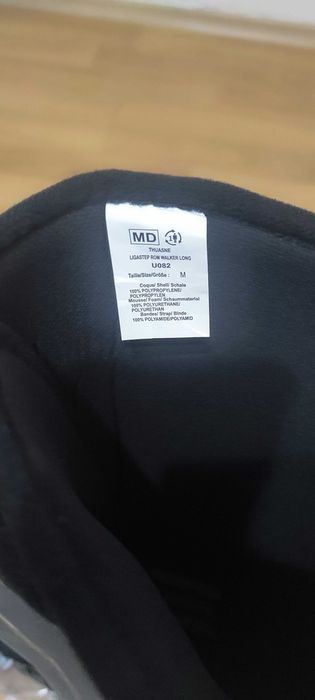 MD 1
THUASNE
LIGASTEP ROM WALKER LONG
U082
Taille/Size/Größe : M
Coque/ Shell/ Schale
100% POLYPROPYLENE/
POLYPROPYLEN
Mousse/ Foam/ Schaummaterial
100% POLYURETHANE/
POLYURETHAN
Bandes/ Strap/ Binde
100% POLYAMIDE/POLYAMID